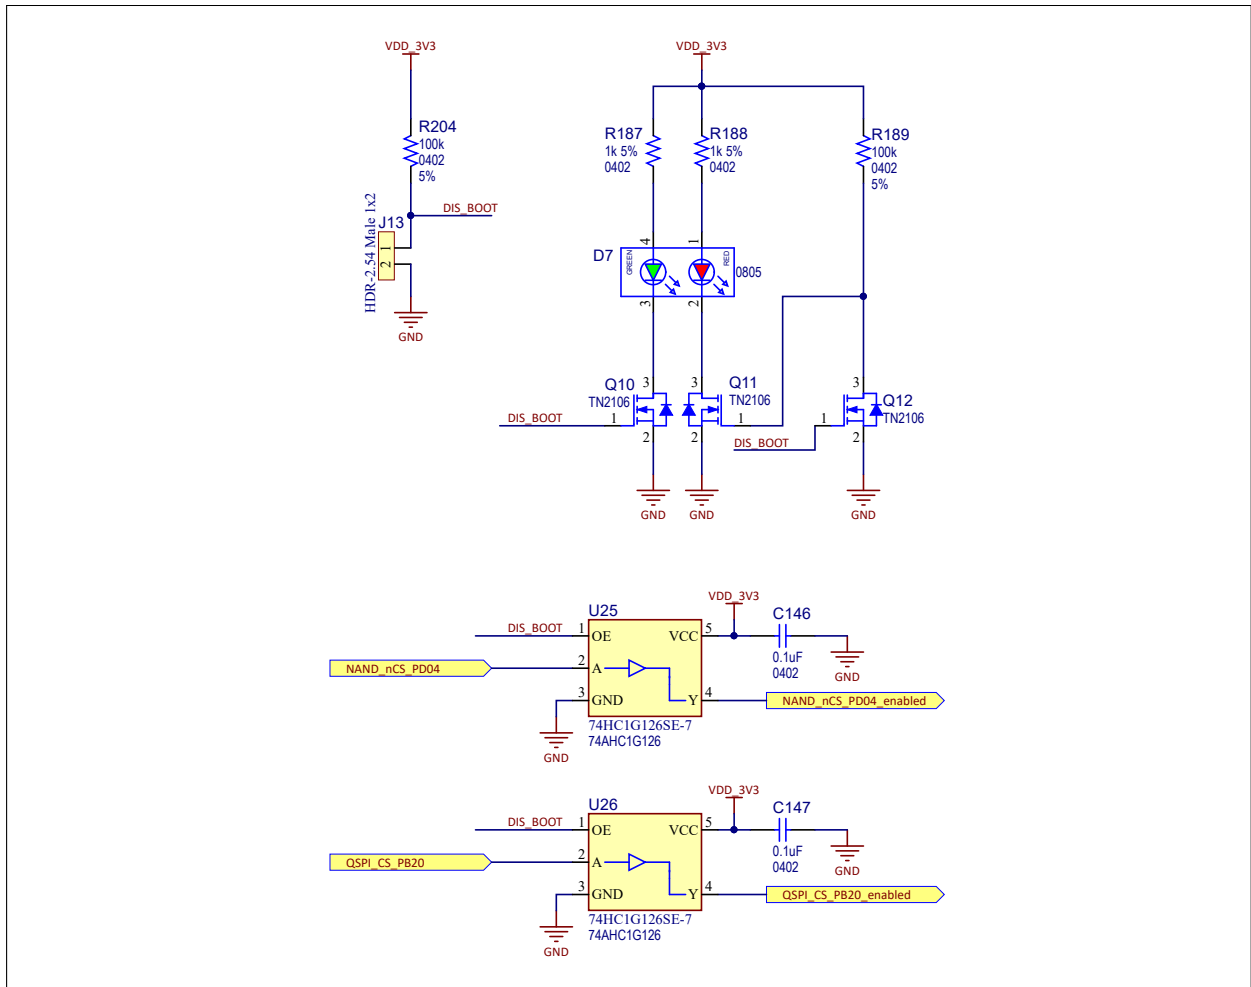 VDD_3V3
R204
100k
0402
5%
DIS_BOOT
J13
1
2
HDR-2.54 Male 1x2
GND
VDD_3V3
R187
1k 5%
0402
R188
1k 5%
0402
R189
100k
0402
5%
D7
4
1
GREEN
RED
0805
3
2
Q10
TN2106
3
DIS_BOOT
1
2
GND
Q11
TN2106
3
1
2
GND
Q12
TN2106
3
DIS_BOOT
1
2
GND
U25
VDD_3V3
C146
0.1uF
0402
GND
DIS_BOOT
1
OE
VCC
5
NAND_nCS_PD04
2
A
3
GND
Y
4
NAND_nCS_PD04_enabled
GND
74HC1G126SE-7
74AHC1G126
U26
VDD_3V3
C147
0.1uF
0402
GND
DIS_BOOT
1
OE
VCC
5
QSPI_CS_PB20
2
A
3
GND
Y
4
QSPI_CS_PB20_enabled
GND
74HC1G126SE-7
74AHC1G126